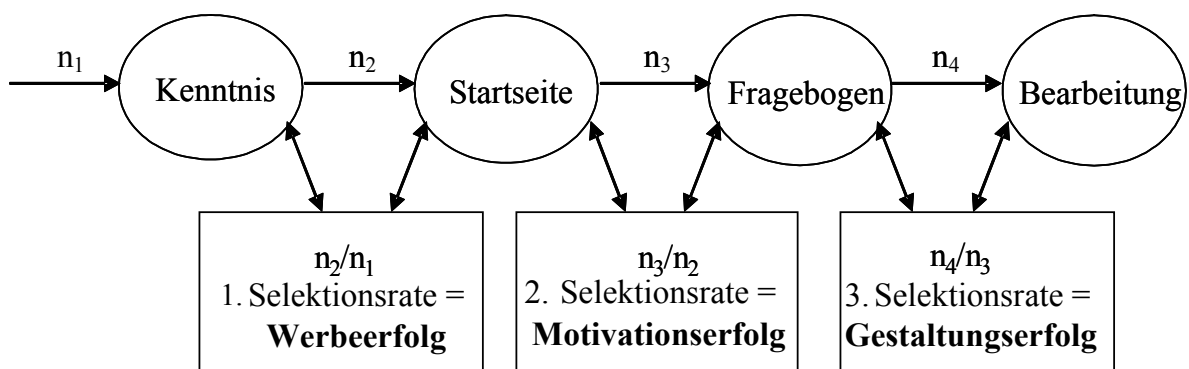 n₁
Kenntnis
n₂
Startseite
n₃
Fragebogen
n₄
Bearbeitung
n₂/n₁
1. Selektionsrate =
Werbeerfolg
n₃/n₂
2. Selektionsrate =
Motivationserfolg
n₄/n₃
3. Selektionsrate =
Gestaltungserfolg